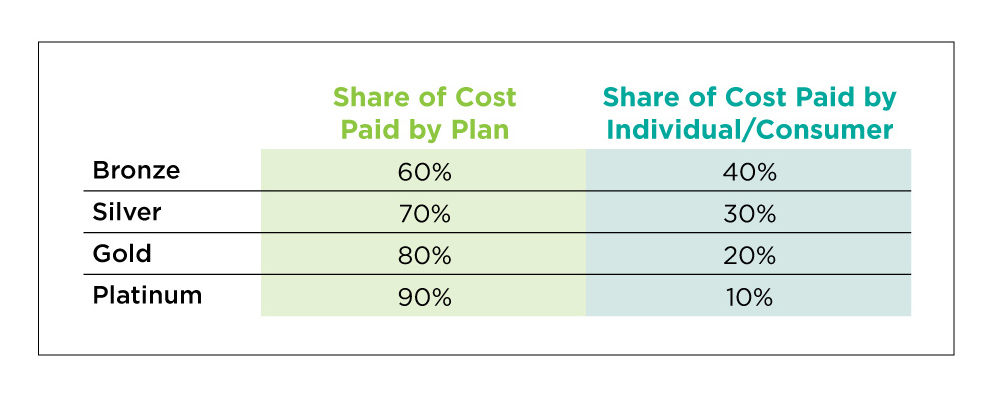 Share of Cost
Paid by Plan
Share of Cost Paid by
Individual/Consumer
Bronze 60% 40%
Silver 70% 30%
Gold 80% 20%
Platinum 90% 10%